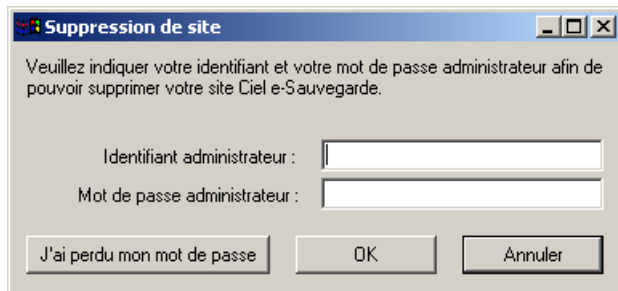 Suppression de site
Veuillez indiquer votre identifiant et votre mot de passe administrateur afin de
pouvoir supprimer votre site Ciel e-Sauvegarde.
Identifiant administrateur :
Mot de passe administrateur :
J'ai perdu mon mot de passe OK Annuler